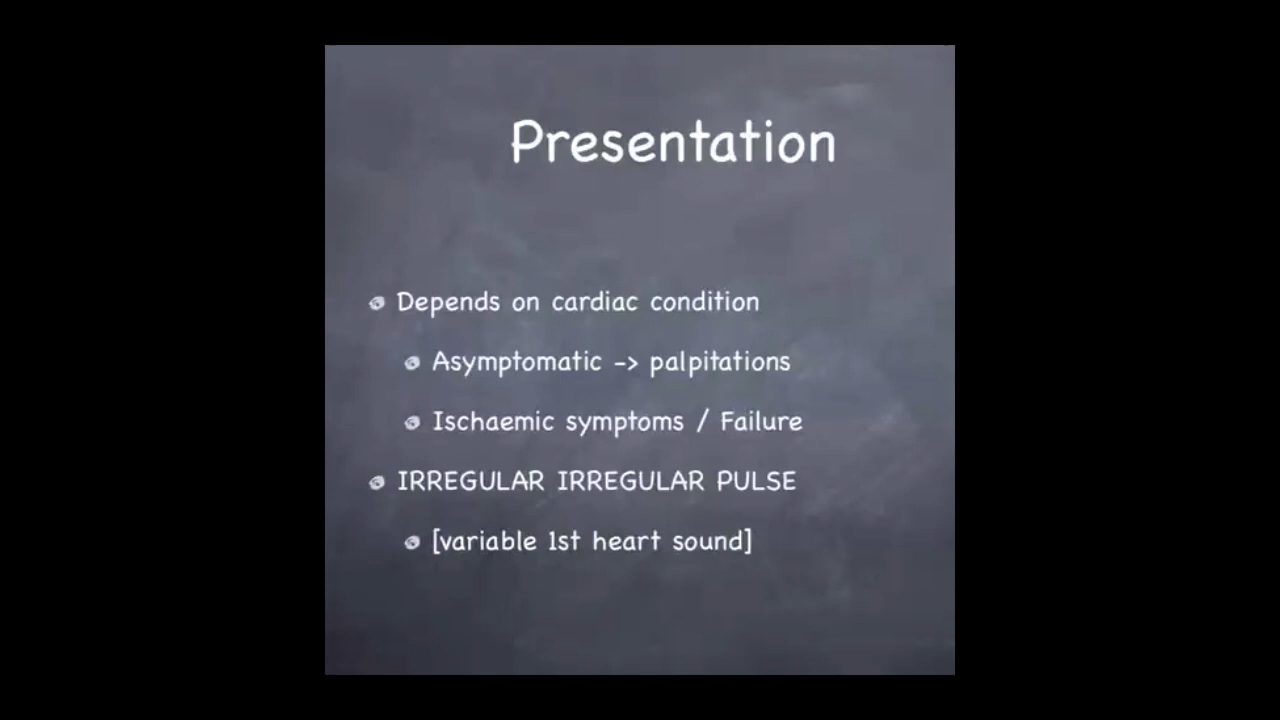 Presentation
Depends on cardiac condition
Asymptomatic -> palpitations
Ischaemic symptoms / Failure
IRREGULAR IRREGULAR PULSE
[variable 1st heart sound]